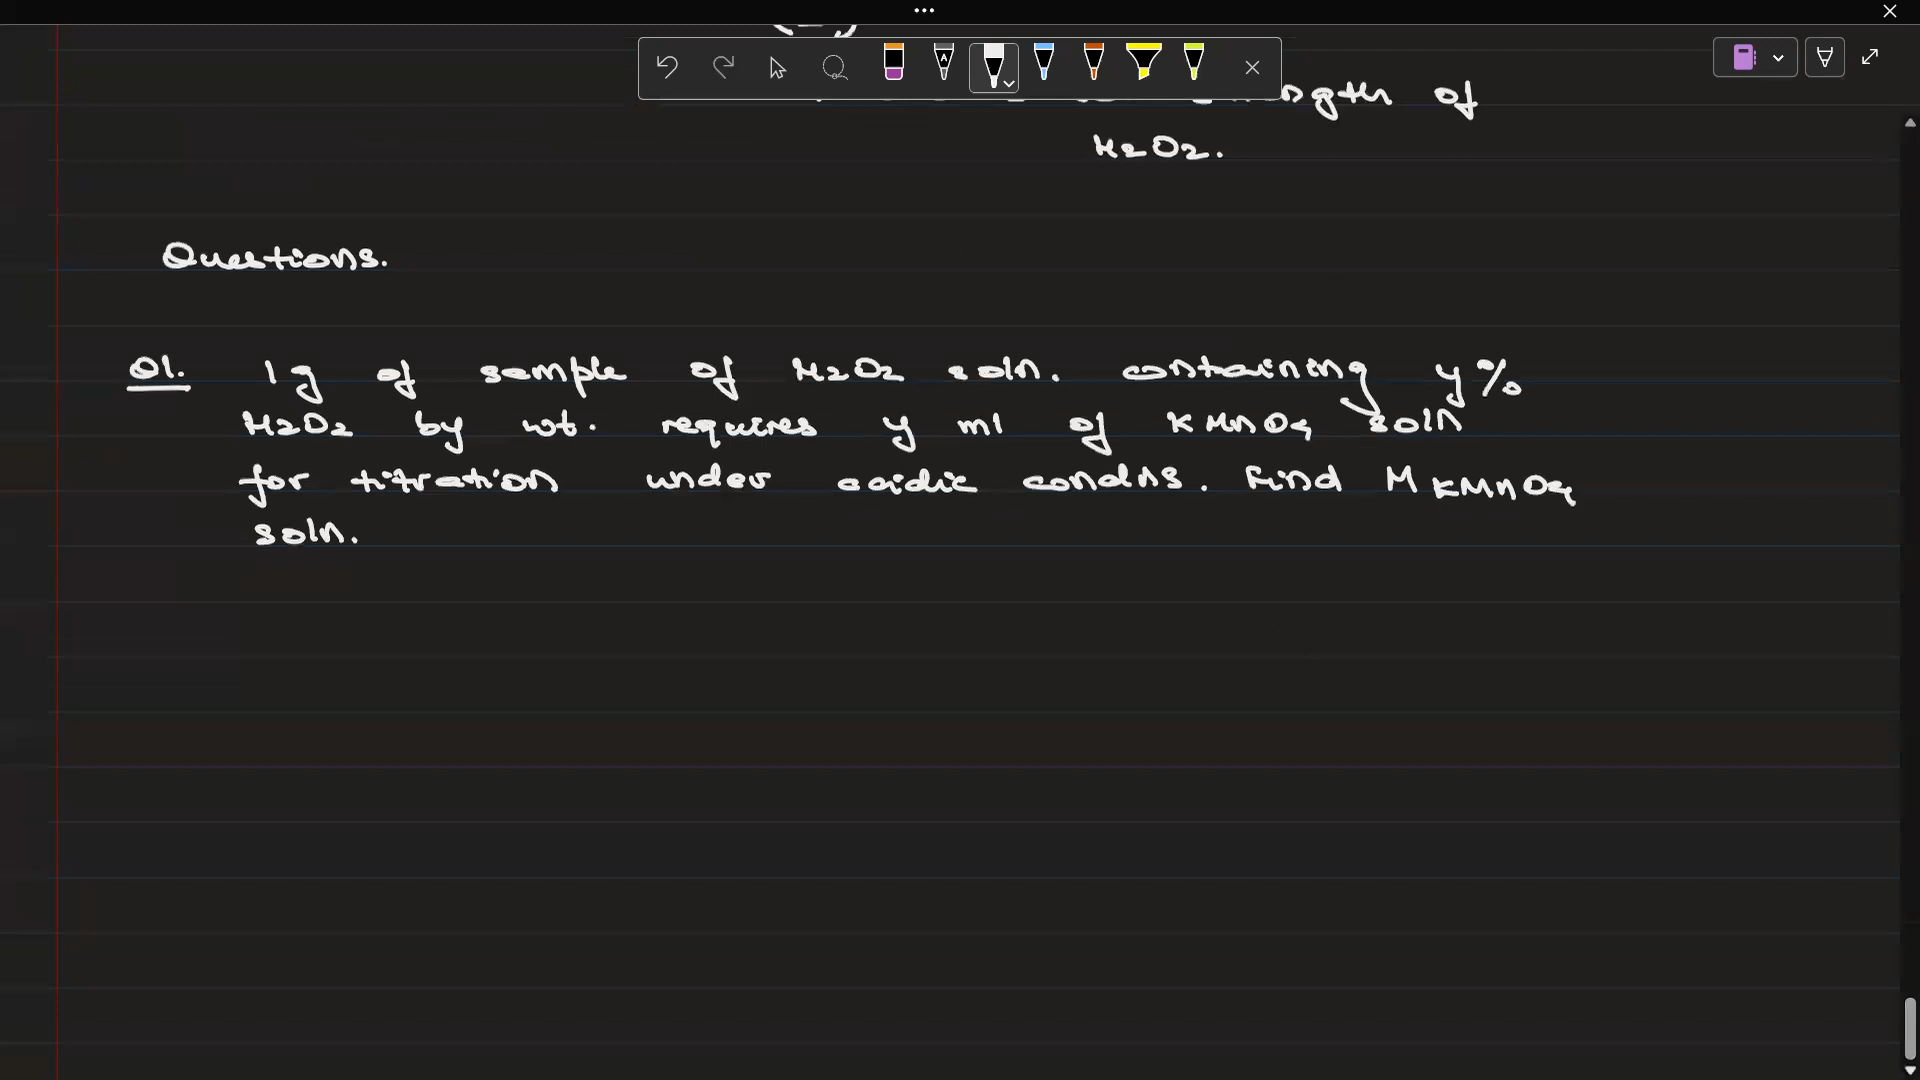 of
H2O2.
Questions.
Q1. 1g of sample of H2O2 soln. containing y%
H2O2 by wt. requires y ml of KMnO4 soln
for titration under acidic condns. Find M KMnO4
soln.